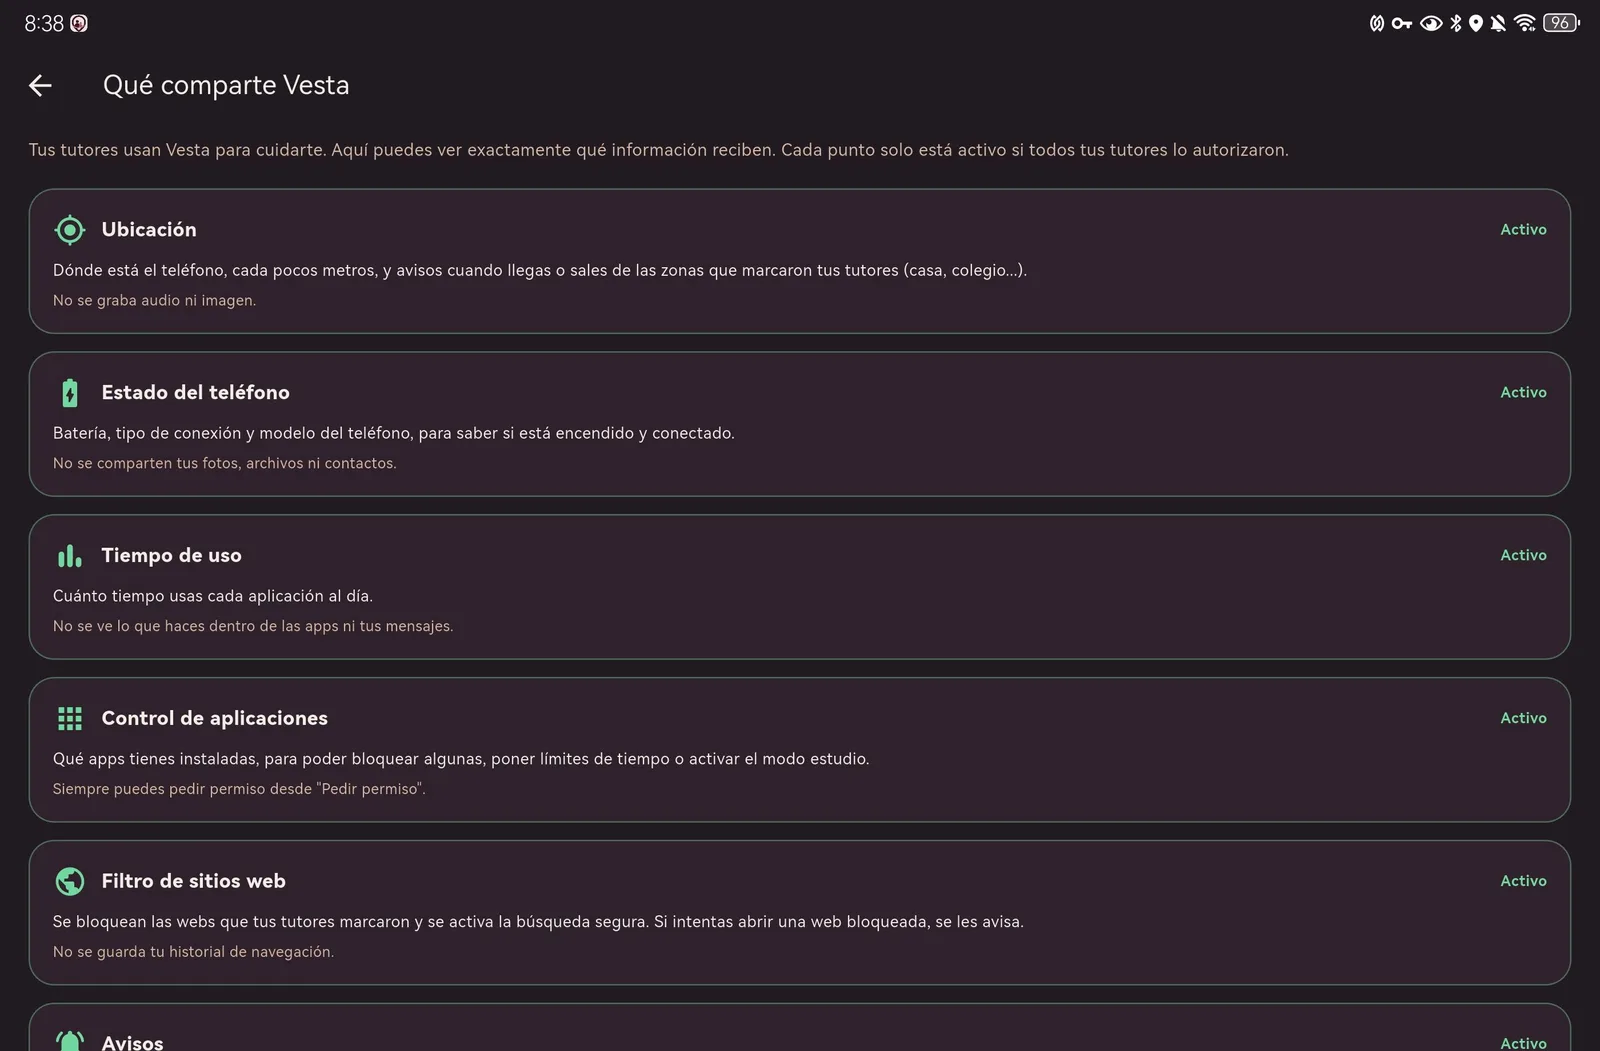 8:38
96
Qué comparte Vesta
Tus tutores usan Vesta para cuidarte. Aquí puedes ver exactamente qué información reciben. Cada punto solo está activo si todos tus tutores lo autorizaron.
Ubicación
Activo
Dónde está el teléfono, cada pocos metros, y avisos cuando llegas o sales de las zonas que marcaron tus tutores (casa, colegio...).
No se graba audio ni imagen.
Estado del teléfono
Activo
Batería, tipo de conexión y modelo del teléfono, para saber si está encendido y conectado.
No se comparten tus fotos, archivos ni contactos.
Tiempo de uso
Activo
Cuánto tiempo usas cada aplicación al día.
No se ve lo que haces dentro de las apps ni tus mensajes.
Control de aplicaciones
Activo
Qué apps tienes instaladas, para poder bloquear algunas, poner límites de tiempo o activar el modo estudio.
Siempre puedes pedir permiso desde "Pedir permiso".
Filtro de sitios web
Activo
Se bloquean las webs que tus tutores marcaron y se activa la búsqueda segura. Si intentas abrir una web bloqueada, se les avisa.
No se guarda tu historial de navegación.
Avisos
Activo